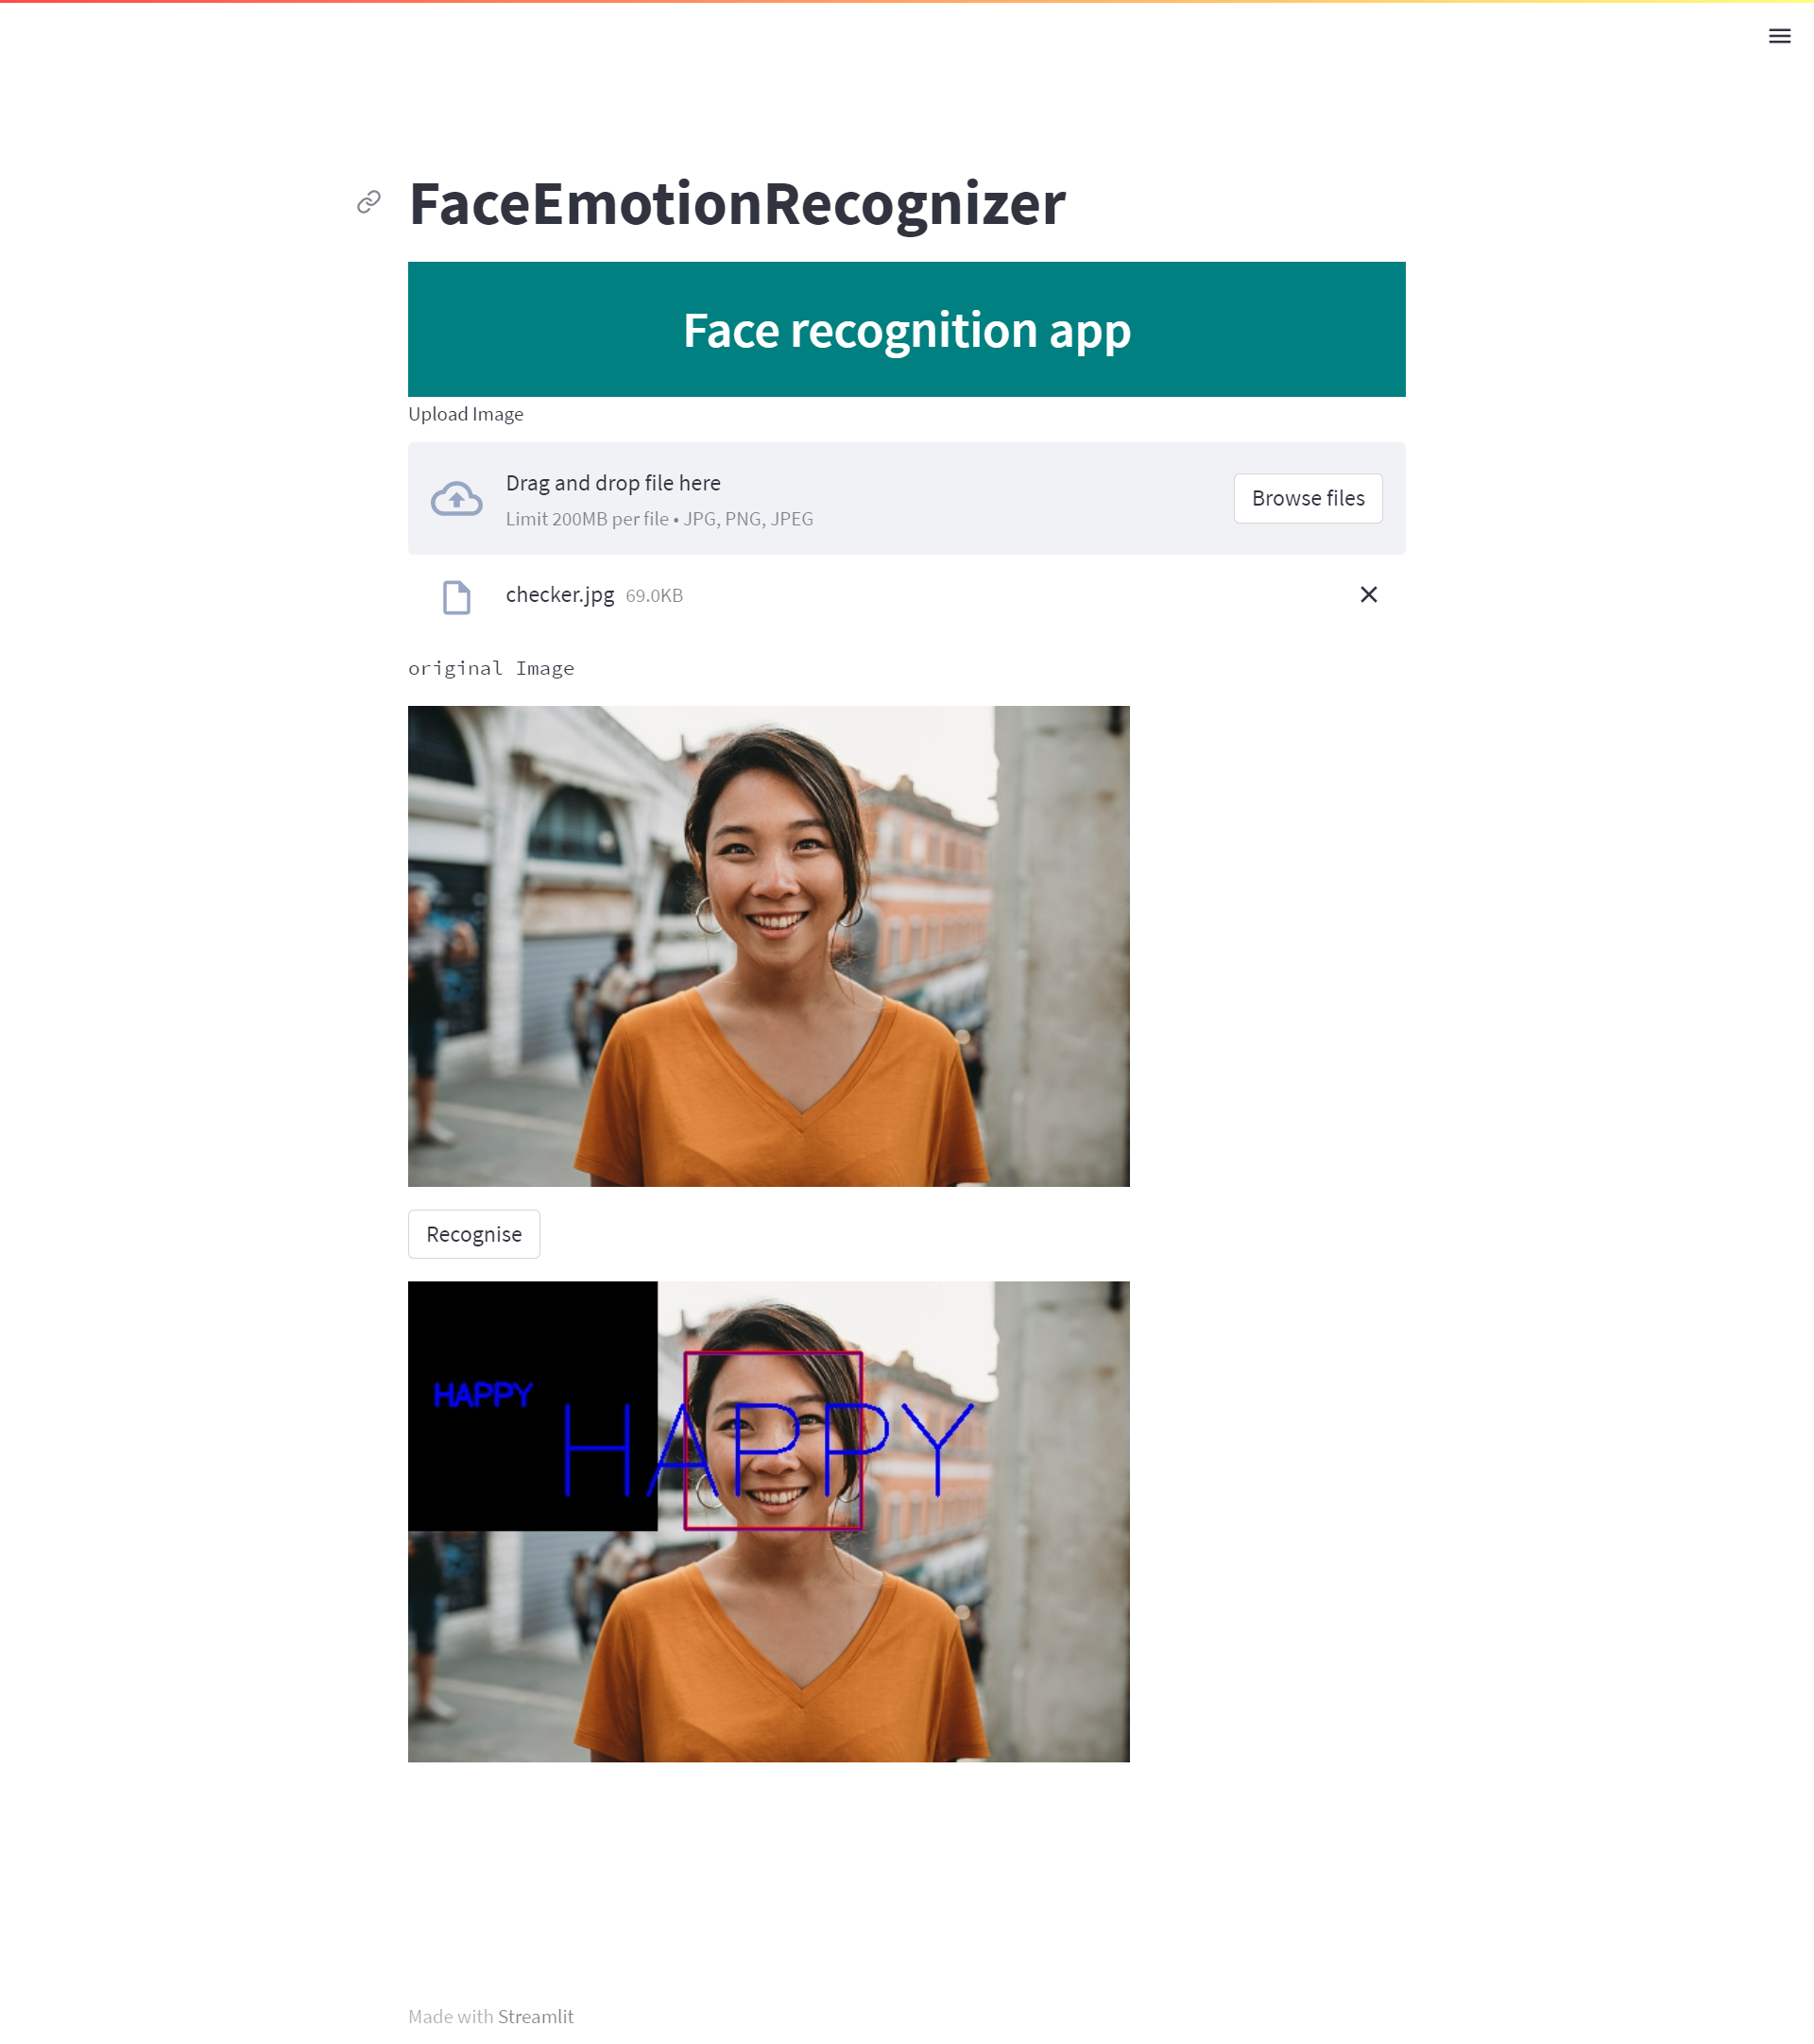 FaceEmotionRecognizer
Face recognition app
Upload Image
Drag and drop file here
Limit 200MB per file • JPG, PNG, JPEG
Browse files
checker.jpg 69.0KB
original Image
Recognise
HAPPY
HAPPY
Made with Streamlit